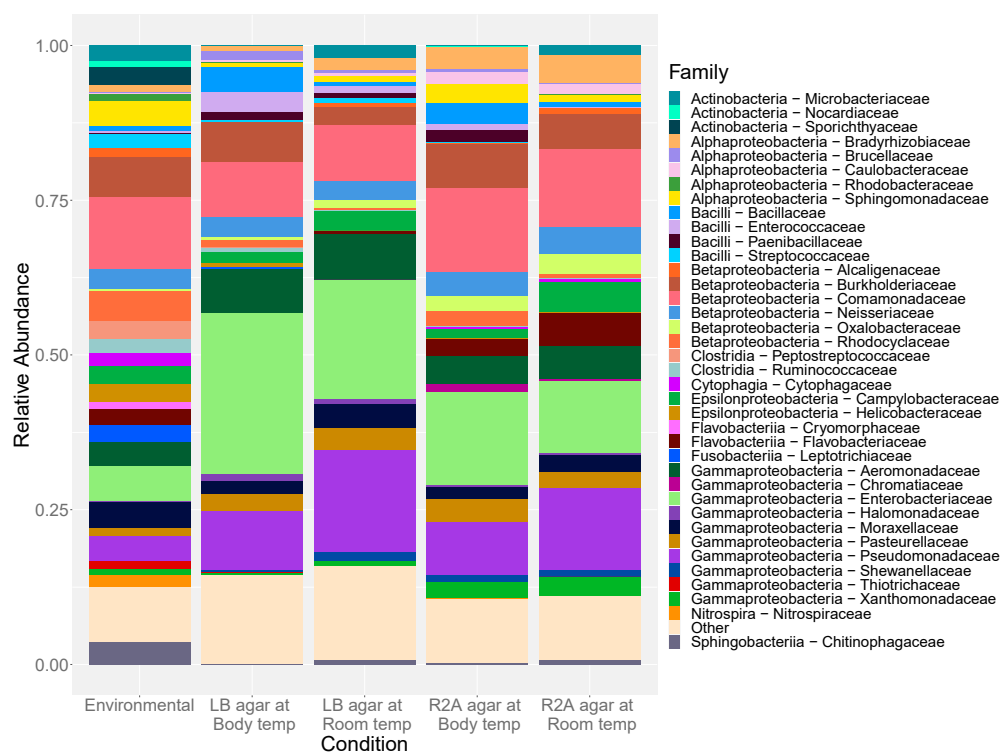 1.00
0.75
0.50
0.25
0.00
Relative Abundance
Environmental
LB agar at
Body temp
LB agar at
Room temp
R2A agar at
Body temp
R2A agar at
Room temp
Condition
Family
Actinobacteria − Microbacteriaceae
Actinobacteria − Nocardiaceae
Actinobacteria − Sporichthyaceae
Alphaproteobacteria − Bradyrhizobiaceae
Alphaproteobacteria − Brucellaceae
Alphaproteobacteria − Caulobacteraceae
Alphaproteobacteria − Rhodobacteraceae
Alphaproteobacteria − Sphingomonadaceae
Bacilli − Bacillaceae
Bacilli − Enterococcaceae
Bacilli − Paenibacillaceae
Bacilli − Streptococcaceae
Betaproteobacteria − Alcaligenaceae
Betaproteobacteria − Burkholderiaceae
Betaproteobacteria − Comamonadaceae
Betaproteobacteria − Neisseriaceae
Betaproteobacteria − Oxalobacteraceae
Betaproteobacteria − Rhodocyclaceae
Clostridia − Peptostreptococcaceae
Clostridia − Ruminococcaceae
Cytophagia − Cytophagaceae
Epsilonproteobacteria − Campylobacteraceae
Epsilonproteobacteria − Helicobacteraceae
Flavobacteriia − Cryomorphaceae
Flavobacteriia − Flavobacteriaceae
Fusobacteriia − Leptotrichiaceae
Gammaproteobacteria − Aeromonadaceae
Gammaproteobacteria − Chromatiaceae
Gammaproteobacteria − Enterobacteriaceae
Gammaproteobacteria − Halomonadaceae
Gammaproteobacteria − Moraxellaceae
Gammaproteobacteria − Pasteurellaceae
Gammaproteobacteria − Pseudomonadaceae
Gammaproteobacteria − Shewanellaceae
Gammaproteobacteria − Thiotrichaceae
Gammaproteobacteria − Xanthomonadaceae
Nitrospira − Nitrospiraceae
Other
Sphingobacteriia − Chitinophagaceae